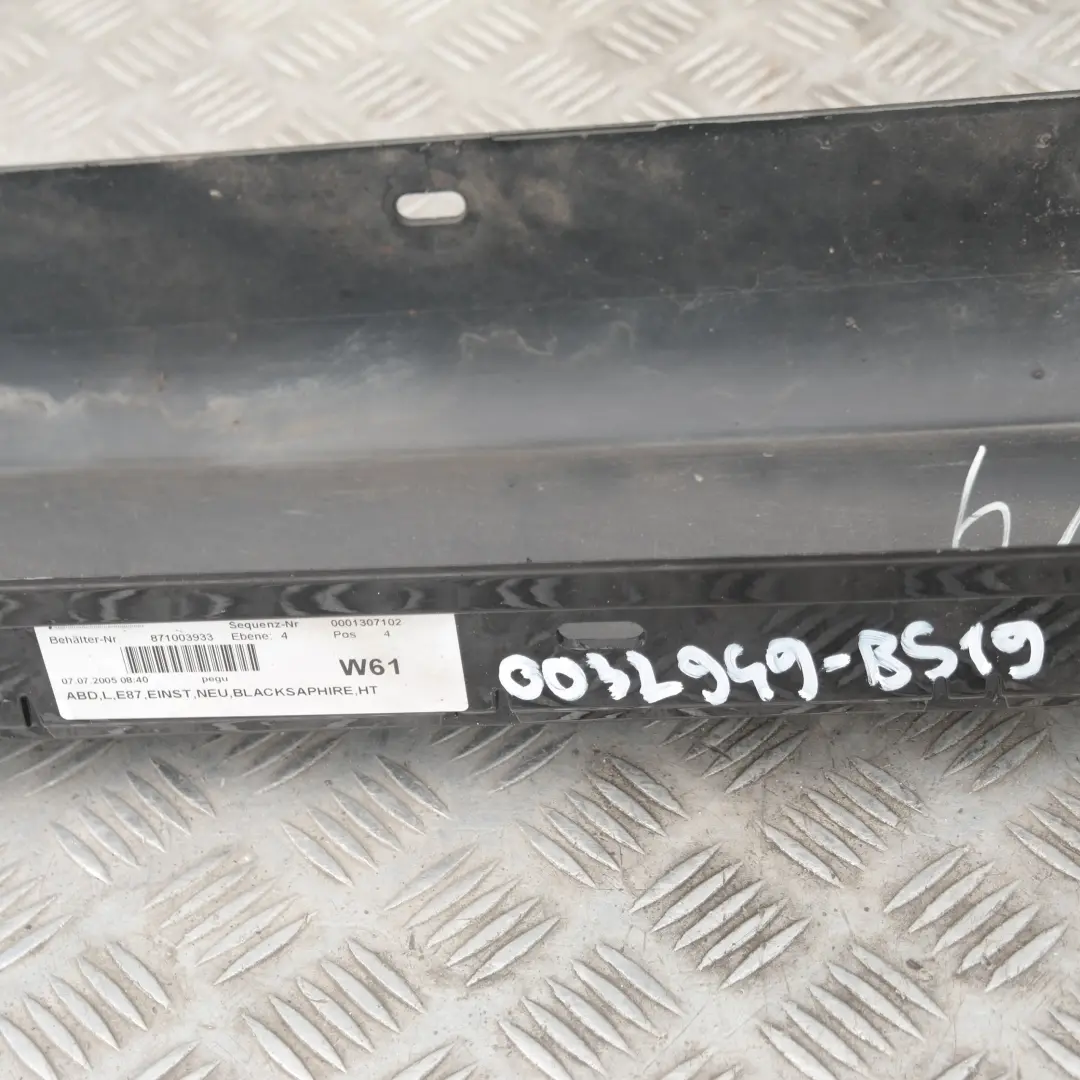 Sequenz-Nr 0001307102
Behälter-Nr 871003933 Ebene: 4 Pos 4
07.07.2005 08:40 pegu W61
ABD,L,E87,EINST,NEU,BLACKSAPHIRE,HT
0032949-BS19